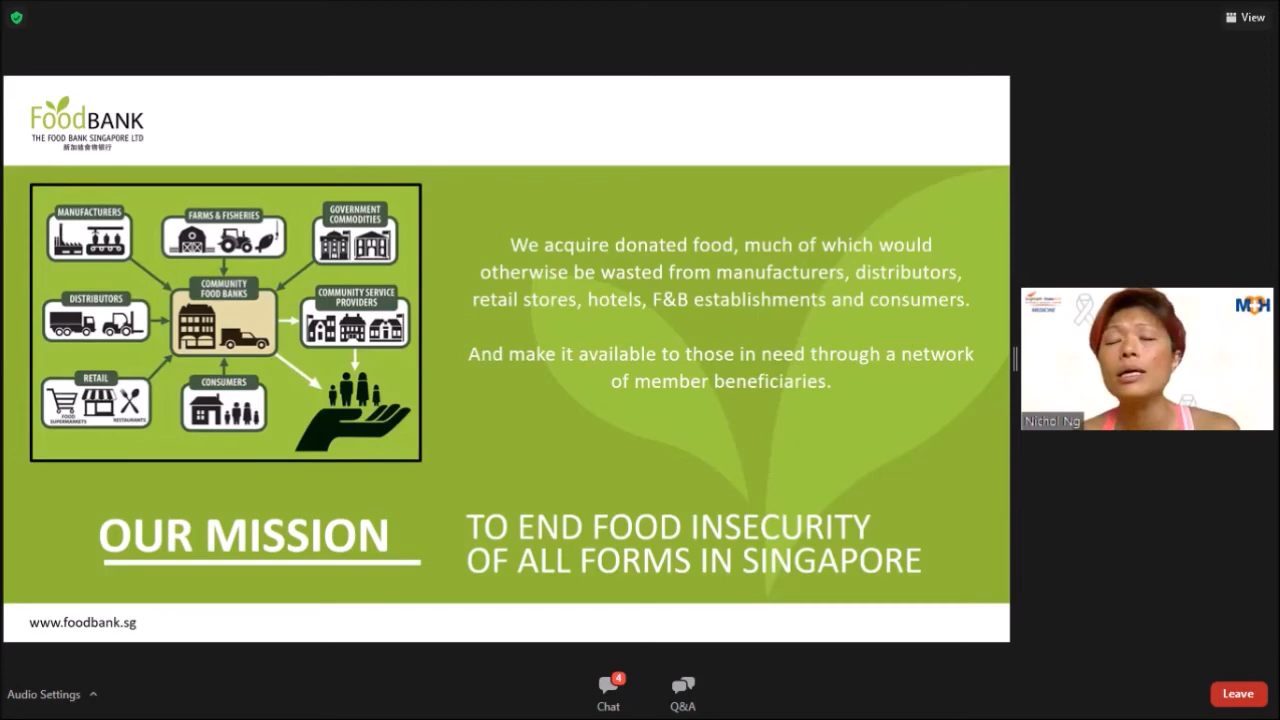 View
FoodBANK
THE FOOD BANK SINGAPORE LTD
新加坡食物银行
MANUFACTURERS
FARMS & FISHERIES
GOVERNMENT
COMMODITIES
DISTRIBUTORS
COMMUNITY
FOOD BANKS
COMMUNITY SERVICE
PROVIDERS
RETAIL
FOOD
SUPERMARKETS
RESTAURANTS
CONSUMERS
We acquire donated food, much of which would
otherwise be wasted from manufacturers, distributors,
retail stores, hotels, F&B establishments and consumers.
And make it available to those in need through a network
of member beneficiaries.
OUR MISSION
TO END FOOD INSECURITY
OF ALL FORMS IN SINGAPORE
www.foodbank.sg
MEDICINE
Nichol Ng
Audio Settings
4
Chat
Q&A
Leave